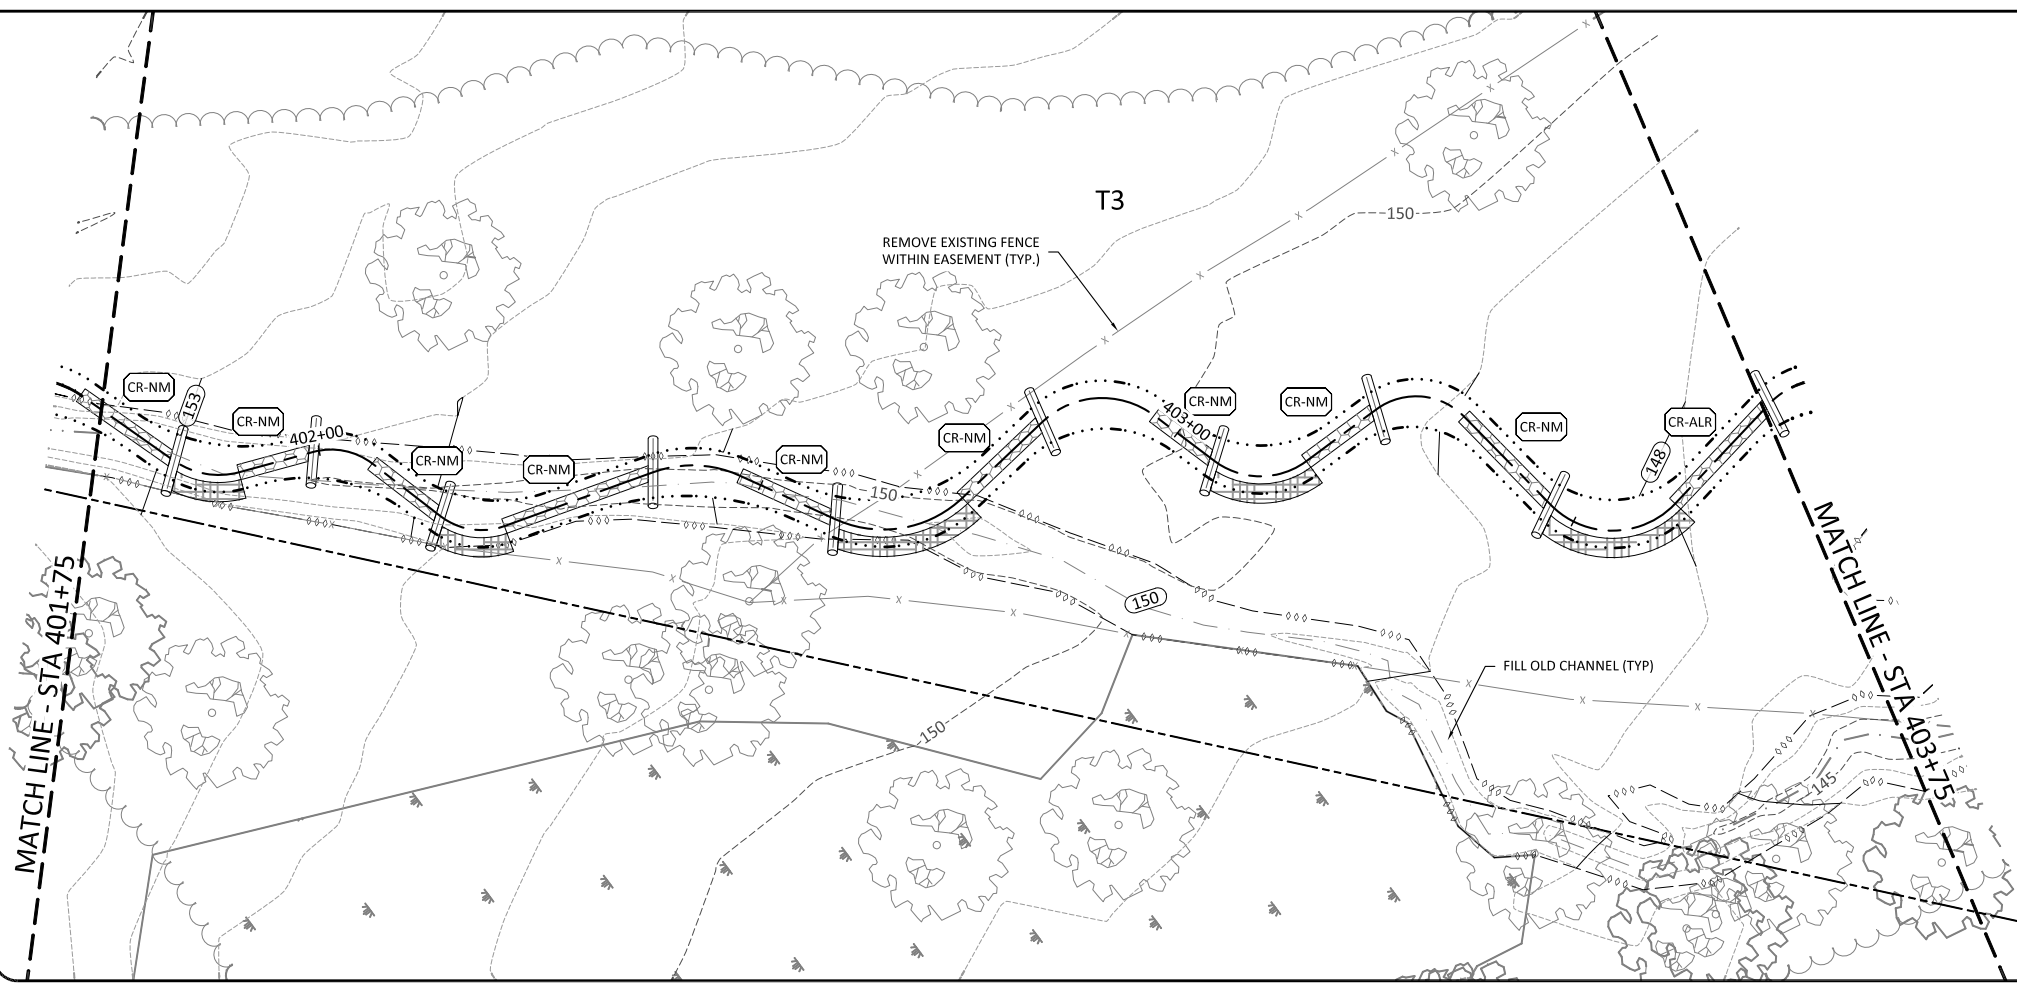 T3
150
REMOVE EXISTING FENCE
WITHIN EASEMENT (TYP.)
CR-NM
153
CR-NM
402+00
CR-NM
CR-NM
CR-NM
150
CR-NM
403+00
CR-NM
CR-NM
CR-NM
148
CR-ALR
150
FILL OLD CHANNEL (TYP)
150
145
MATCH LINE - STA 401+75
MATCH LINE - STA 403+75